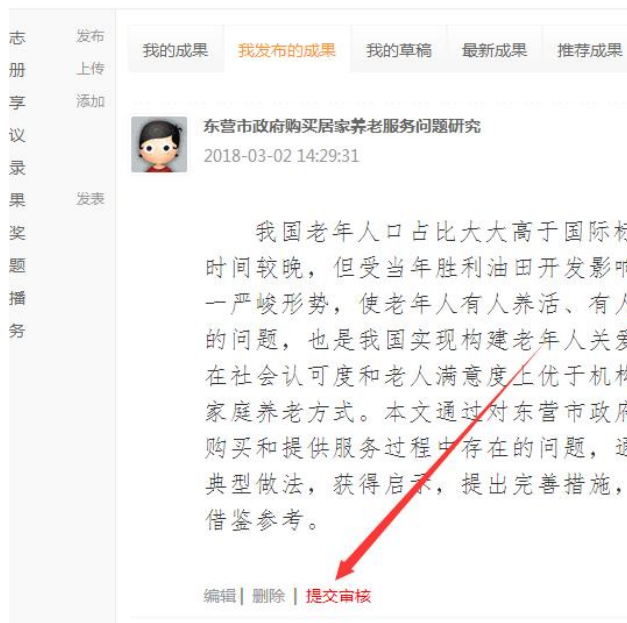 志 发布
册 上传
享 添加
议
录
果 发表
奖
题
播
务
我的成果 我发布的成果 我的草稿 最新成果 推荐成果
东营市政府购买居家养老服务问题研究
2018-03-02 14:29:31
我国老年人口占比大大高于国际标
时间较晚，但受当年胜利油田开发影响
一严峻形势，使老年人有人养活、有人
的问题，也是我国实现构建老年人关爱
在社会认可度和老人满意度上优于机构
家庭养老方式。本文通过对东营市政府
购买和提供服务过程中存在的问题，通
典型做法，获得启示，提出完善措施，
借鉴参考。
编辑| 删除 | 提交审核